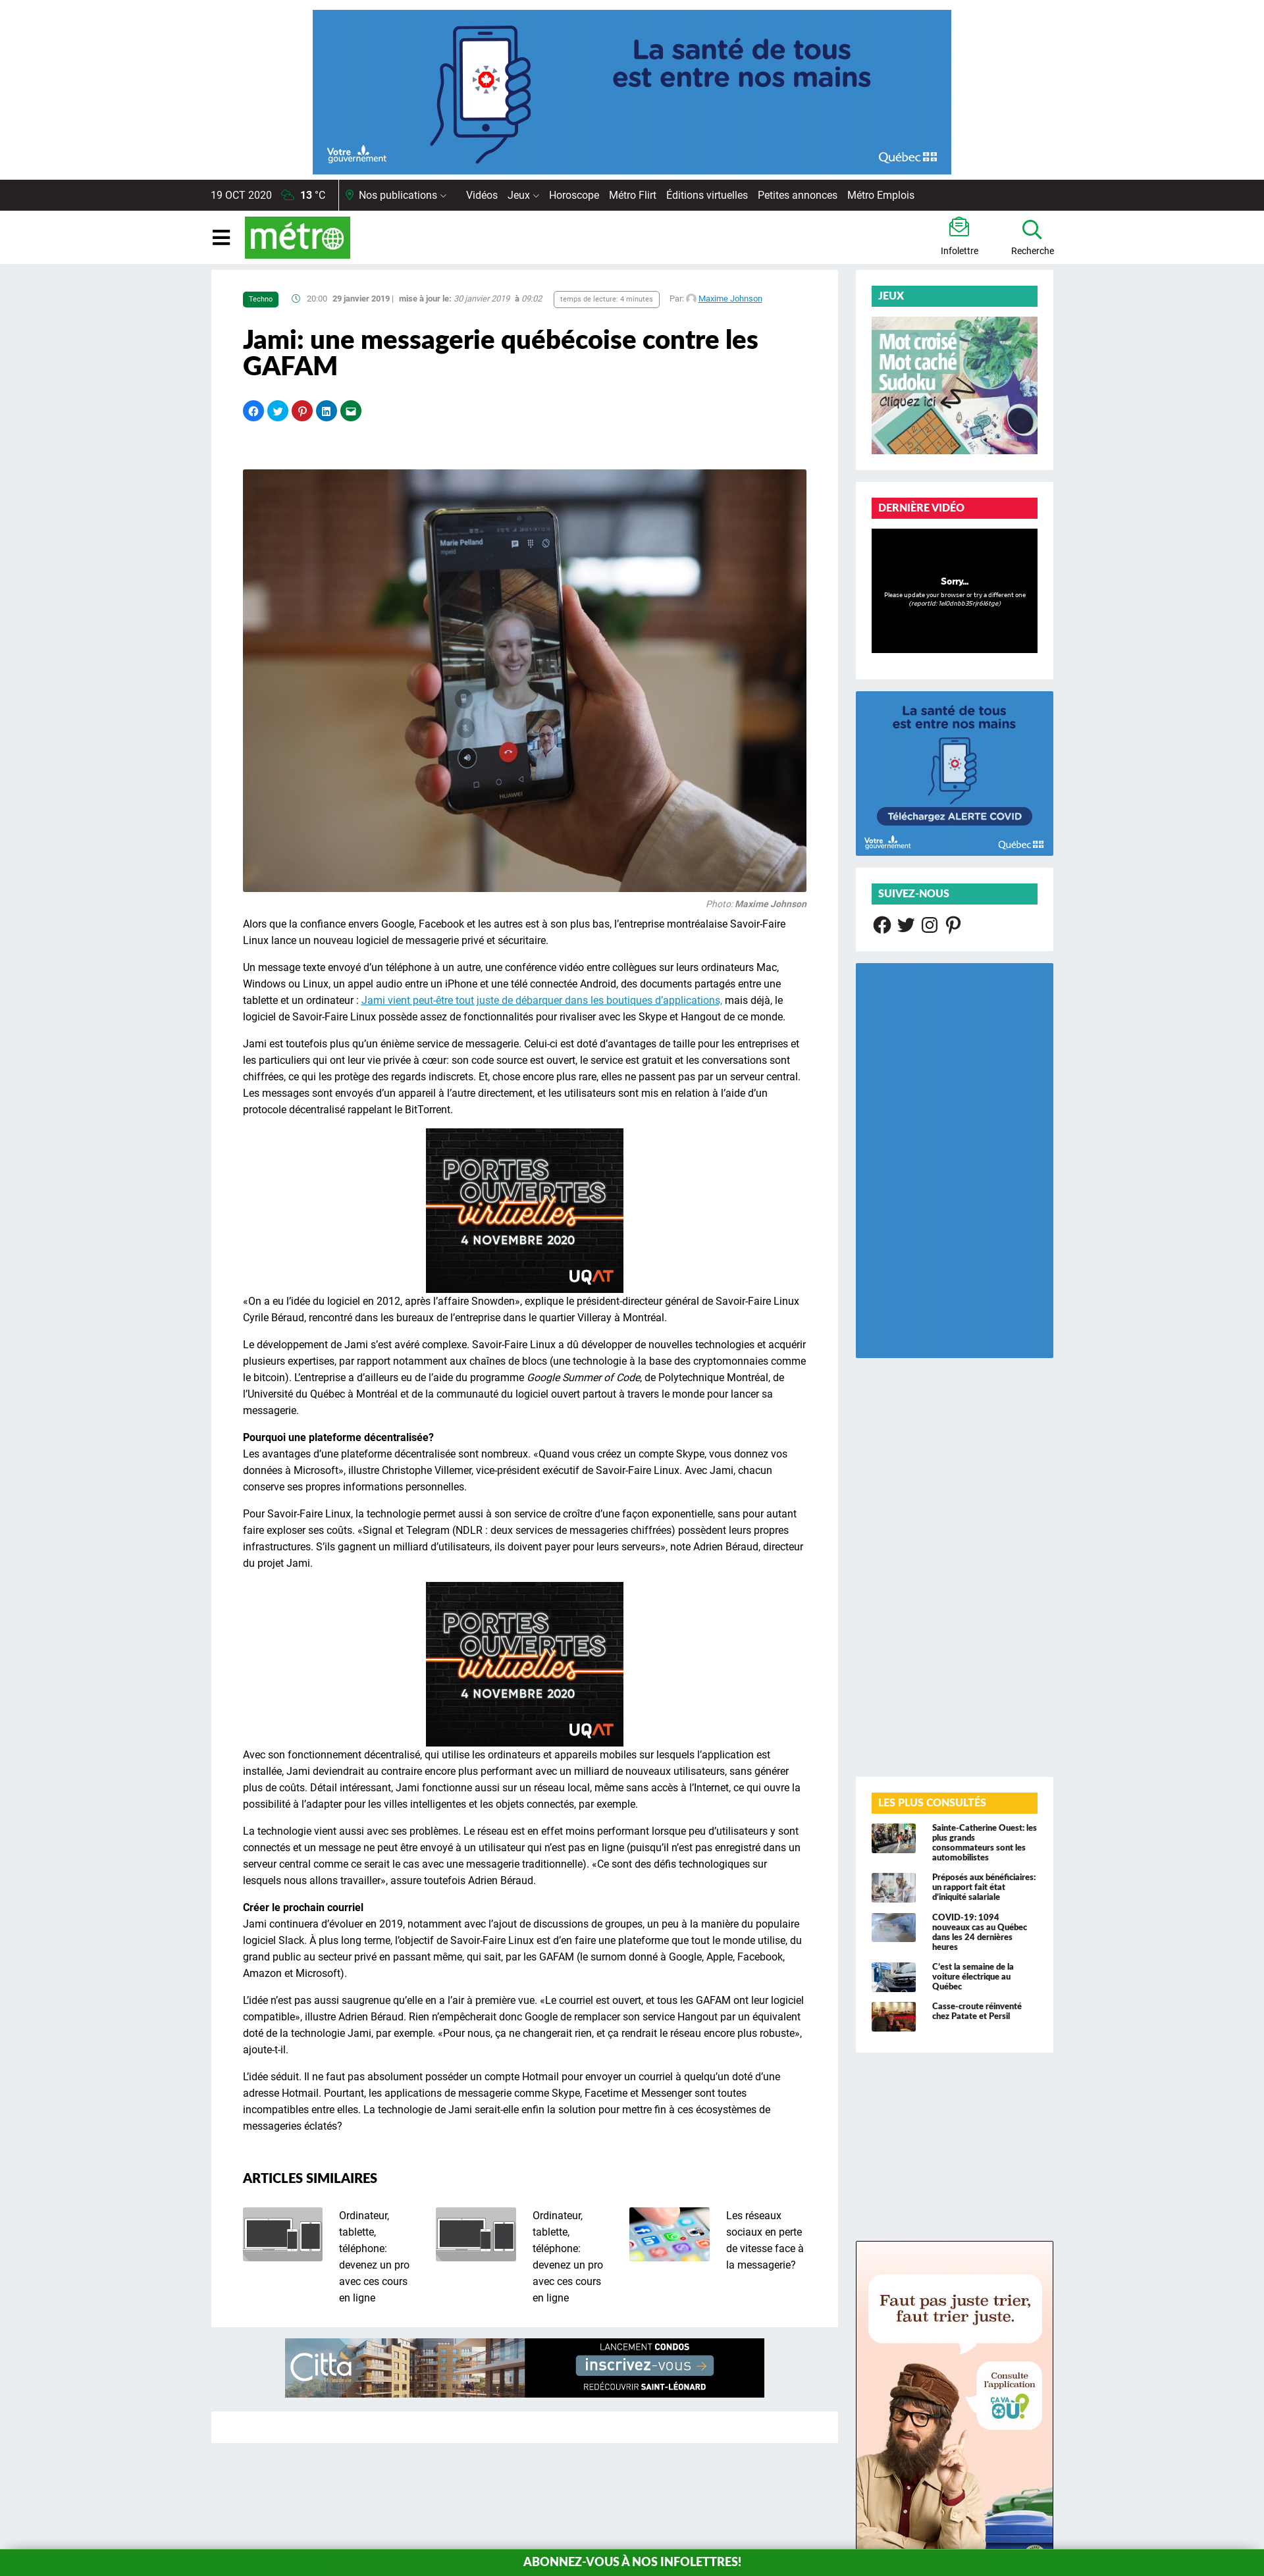 La santé de tous
est entre nos mains
Votre
gouvernement
Québec
19 OCT 2020 13 °C Nos publications Vidéos Jeux Horoscope Métro Flirt Éditions virtuelles Petites annonces Métro Emplois
métro
Infolettre
Recherche
Techno 20:00 29 janvier 2019 | mise à jour le: 30 janvier 2019 à 09:02 temps de lecture: 4 minutes Par: Maxime Johnson
Jami: une messagerie québécoise contre les
GAFAM
Marie Pelland
mpeld
HUAWEI
Photo: Maxime Johnson
Alors que la confiance envers Google, Facebook et les autres est à son plus bas, l’entreprise montréalaise Savoir-Faire
Linux lance un nouveau logiciel de messagerie privé et sécuritaire.
Un message texte envoyé d’un téléphone à un autre, une conférence vidéo entre collègues sur leurs ordinateurs Mac,
Windows ou Linux, un appel audio entre un iPhone et une télé connectée Android, des documents partagés entre une
tablette et un ordinateur : Jami vient peut-être tout juste de débarquer dans les boutiques d’applications, mais déjà, le
logiciel de Savoir-Faire Linux possède assez de fonctionnalités pour rivaliser avec les Skype et Hangout de ce monde.
Jami est toutefois plus qu’un énième service de messagerie. Celui-ci est doté d’avantages de taille pour les entreprises et
les particuliers qui ont leur vie privée à cœur: son code source est ouvert, le service est gratuit et les conversations sont
chiffrées, ce qui les protège des regards indiscrets. Et, chose encore plus rare, elles ne passent pas par un serveur central.
Les messages sont envoyés d’un appareil à l’autre directement, et les utilisateurs sont mis en relation à l’aide d’un
protocole décentralisé rappelant le BitTorrent.
PORTES
OUVERTES
virtuelles
4 NOVEMBRE 2020
UQAT
«On a eu l’idée du logiciel en 2012, après l’affaire Snowden», explique le président-directeur général de Savoir-Faire Linux
Cyrile Béraud, rencontré dans les bureaux de l’entreprise dans le quartier Villeray à Montréal.
Le développement de Jami s’est avéré complexe. Savoir-Faire Linux a dû développer de nouvelles technologies et acquérir
plusieurs expertises, par rapport notamment aux chaînes de blocs (une technologie à la base des cryptomonnaies comme
le bitcoin). L’entreprise a d’ailleurs eu de l’aide du programme Google Summer of Code, de Polytechnique Montréal, de
l’Université du Québec à Montréal et de la communauté du logiciel ouvert partout à travers le monde pour lancer sa
messagerie.
Pourquoi une plateforme décentralisée?
Les avantages d’une plateforme décentralisée sont nombreux. «Quand vous créez un compte Skype, vous donnez vos
données à Microsoft», illustre Christophe Villemer, vice-président exécutif de Savoir-Faire Linux. Avec Jami, chacun
conserve ses propres informations personnelles.
Pour Savoir-Faire Linux, la technologie permet aussi à son service de croître d’une façon exponentielle, sans pour autant
faire exploser ses coûts. «Signal et Telegram (NDLR : deux services de messageries chiffrées) possèdent leurs propres
infrastructures. S’ils gagnent un milliard d’utilisateurs, ils doivent payer pour leurs serveurs», note Adrien Béraud, directeur
du projet Jami.
PORTES
OUVERTES
virtuelles
4 NOVEMBRE 2020
UQAT
Avec son fonctionnement décentralisé, qui utilise les ordinateurs et appareils mobiles sur lesquels l’application est
installée, Jami deviendrait au contraire encore plus performant avec un milliard de nouveaux utilisateurs, sans générer
plus de coûts. Détail intéressant, Jami fonctionne aussi sur un réseau local, même sans accès à l’Internet, ce qui ouvre la
possibilité à l’adapter pour les villes intelligentes et les objets connectés, par exemple.
La technologie vient aussi avec ses problèmes. Le réseau est en effet moins performant lorsque peu d’utilisateurs y sont
connectés et un message ne peut être envoyé à un utilisateur qui n’est pas en ligne (puisqu’il n’est pas enregistré dans un
serveur central comme ce serait le cas avec une messagerie traditionnelle). «Ce sont des défis technologiques sur
lesquels nous allons travailler», assure toutefois Adrien Béraud.
Créer le prochain courriel
Jami continuera d’évoluer en 2019, notamment avec l’ajout de discussions de groupes, un peu à la manière du populaire
logiciel Slack. À plus long terme, l’objectif de Savoir-Faire Linux est d’en faire une plateforme que tout le monde utilise, du
grand public au secteur privé en passant même, qui sait, par les GAFAM (le surnom donné à Google, Apple, Facebook,
Amazon et Microsoft).
L’idée n’est pas aussi saugrenue qu’elle en a l’air à première vue. «Le courriel est ouvert, et tous les GAFAM ont leur logiciel
compatible», illustre Adrien Béraud. Rien n’empêcherait donc Google de remplacer son service Hangout par un équivalent
doté de la technologie Jami, par exemple. «Pour nous, ça ne changerait rien, et ça rendrait le réseau encore plus robuste»,
ajoute-t-il.
L’idée séduit. Il ne faut pas absolument posséder un compte Hotmail pour envoyer un courriel à quelqu’un doté d’une
adresse Hotmail. Pourtant, les applications de messagerie comme Skype, Facetime et Messenger sont toutes
incompatibles entre elles. La technologie de Jami serait-elle enfin la solution pour mettre fin à ces écosystèmes de
messageries éclatés?
ARTICLES SIMILAIRES
Ordinateur,
tablette,
téléphone:
devenez un pro
avec ces cours
en ligne
Ordinateur,
tablette,
téléphone:
devenez un pro
avec ces cours
en ligne
Les réseaux
sociaux en perte
de vitesse face à
la messagerie?
Città
LANCEMENT CONDOS
inscrivez-vous →
REDÉCOUVRIR SAINT-LÉONARD
JEUX
Mot croisé
Mot caché
Sudoku
Cliquez ici
DERNIÈRE VIDÉO
Sorry...
Please update your browser or try a different one
(reportId: 1el0dnbb35rjr6l6tge)
La santé de tous
est entre nos mains
Téléchargez ALERTE COVID
Votre
gouvernement
Québec
SUIVEZ-NOUS
LES PLUS CONSULTÉS
Sainte-Catherine Ouest: les
plus grands
consommateurs sont les
automobilistes
Préposés aux bénéficiaires:
un rapport fait état
d’iniquité salariale
COVID-19: 1094
nouveaux cas au Québec
dans les 24 dernières
heures
C’est la semaine de la
voiture électrique au
Québec
Casse-croute réinventé
chez Patate et Persil
Faut pas juste trier,
faut trier juste.
Consulte
l’application
ÇA VA
OÙ?
ABONNEZ-VOUS À NOS INFOLETTRES!